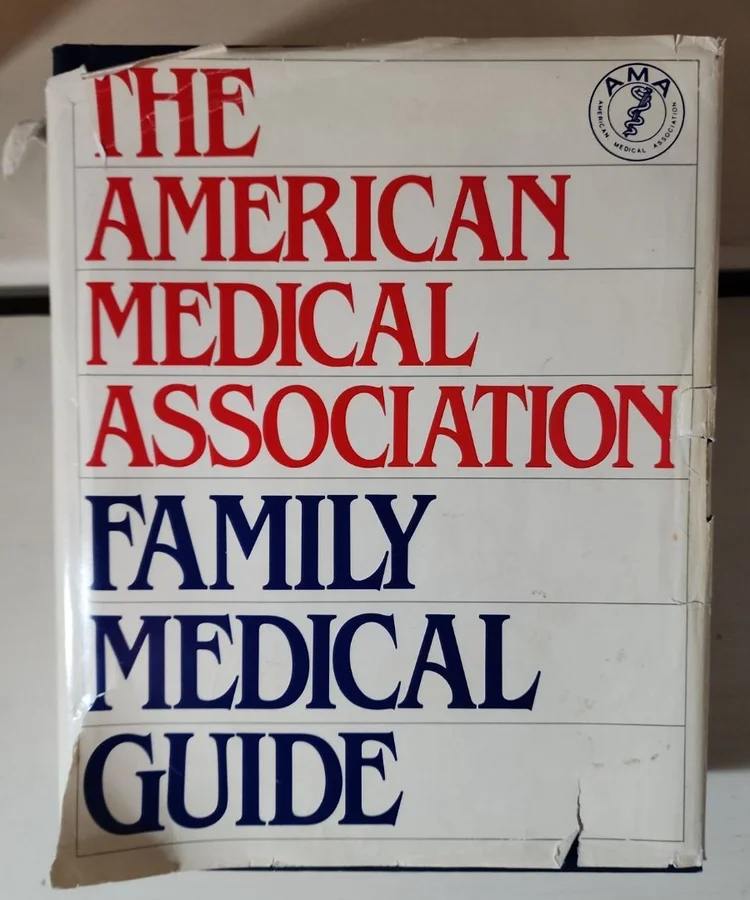 THE
AMERICAN
MEDICAL
ASSOCIATION
FAMILY
MEDICAL
GUIDE
AMA
AMERICAN MEDICAL ASSOCIATION